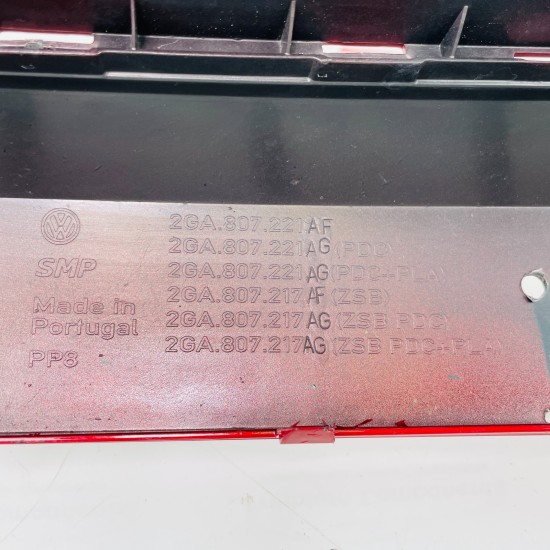 SMP
Made in
Portugal
PP8
2GA.807.221AF
2GA.807.221AG (PDC)
2GA.807.221AG (PDC+PLA)
2GA.807.217AF (ZSB)
2GA.807.217AG (ZSB PDC)
2GA.807.217AG (ZSB PDC+PLA)